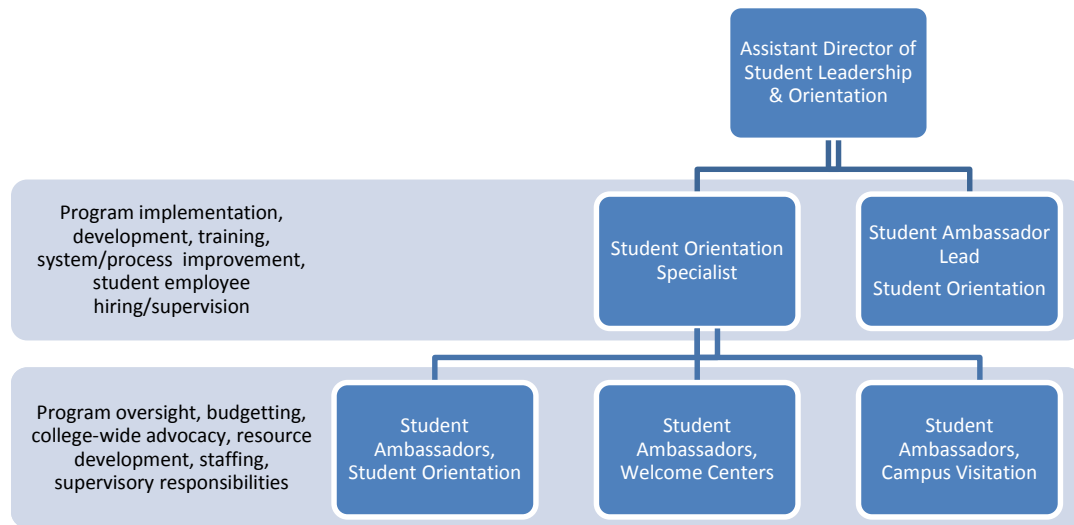 Assistant Director of
Student Leadership
& Orientation
Program implementation,
development, training,
system/process improvement,
student employee
hiring/supervision
Student Orientation
Specialist
Student Ambassador
Lead
Student Orientation
Program oversight, budgetting,
college-wide advocacy, resource
development, staffing,
supervisory responsibilities
Student
Ambassadors,
Student Orientation
Student
Ambassadors,
Welcome Centers
Student
Ambassadors,
Campus Visitation